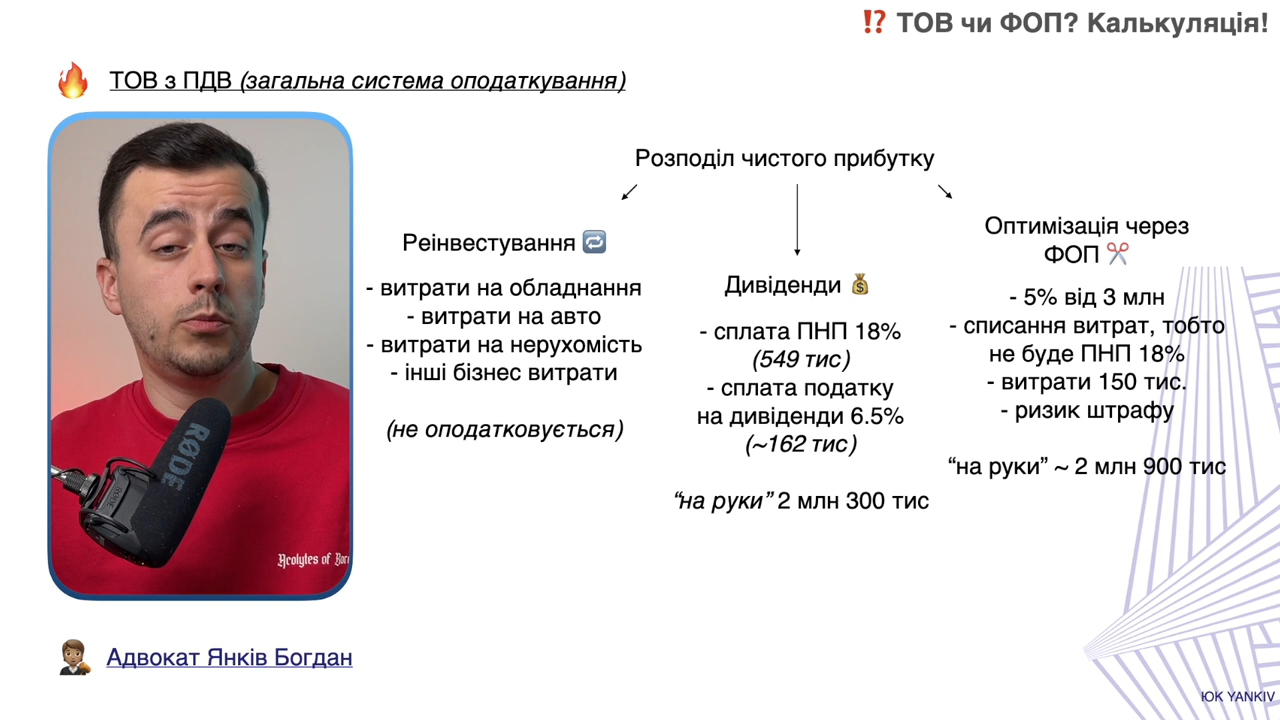 ⁉️ ТОВ чи ФОП? Калькуляція!
🔥 ТОВ з ПДВ (загальна система оподаткування)
Розподіл чистого прибутку
Реінвестування 🔁
- витрати на обладнання
- витрати на авто
- витрати на нерухомість
- інші бізнес витрати
(не оподатковується)
Дивіденди 💰
- сплата ПНП 18%
(549 тис)
- сплата податку
на дивіденди 6.5%
(~162 тис)
“на руки” 2 млн 300 тис
Оптимізація через
ФОП ✂️
- 5% від 3 млн
- списання витрат, тобто
не буде ПНП 18%
- витрати 150 тис.
- ризик штрафу
“на руки” ~ 2 млн 900 тис
RØDE
RØDE
Acolytes of
Адвокат Янків Богдан
ЮК YANKIV